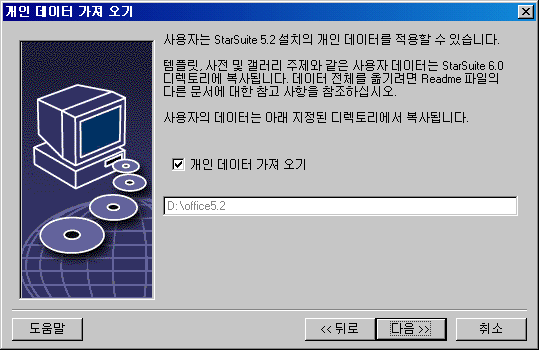 개인 데이터 가져 오기
사용자는 StarSuite 5.2 설치의 개인 데이터를 적용할 수 있습니다.
템플릿, 사전 및 갤러리 주제와 같은 사용자 데이터는 StarSuite 6.0
디렉토리에 복사됩니다. 데이터 전체를 옮기려면 Readme 파일의
다른 문서에 대한 참고 사항을 참조하십시오.
사용자의 데이터는 아래 지정된 디렉토리에서 복사됩니다.
개인 데이터 가져 오기
D:\office5.2
도움말
<< 뒤로
다음 >>
취소